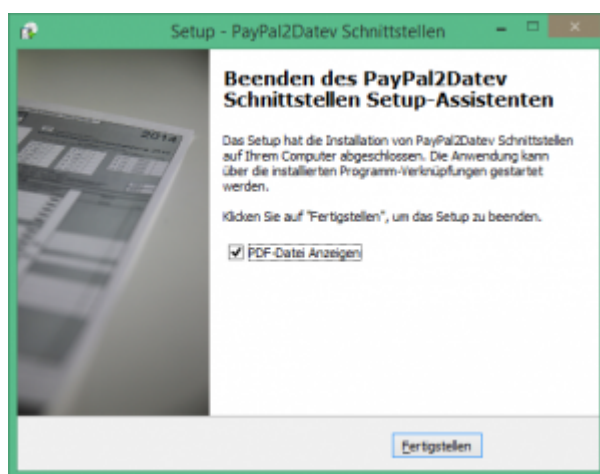 Setup - PayPal2Datev Schnittstellen
Beenden des PayPal2Datev
Schnittstellen Setup-Assistenten
2014
Das Setup hat die Installation von PayPal2Datev Schnittstellen
auf Ihrem Computer abgeschlossen. Die Anwendung kann
über die installierten Programm-Verknüpfungen gestartet
werden.
Klicken Sie auf "Fertigstellen", um das Setup zu beenden.
PDF-Datei Anzeigen
Fertigstellen